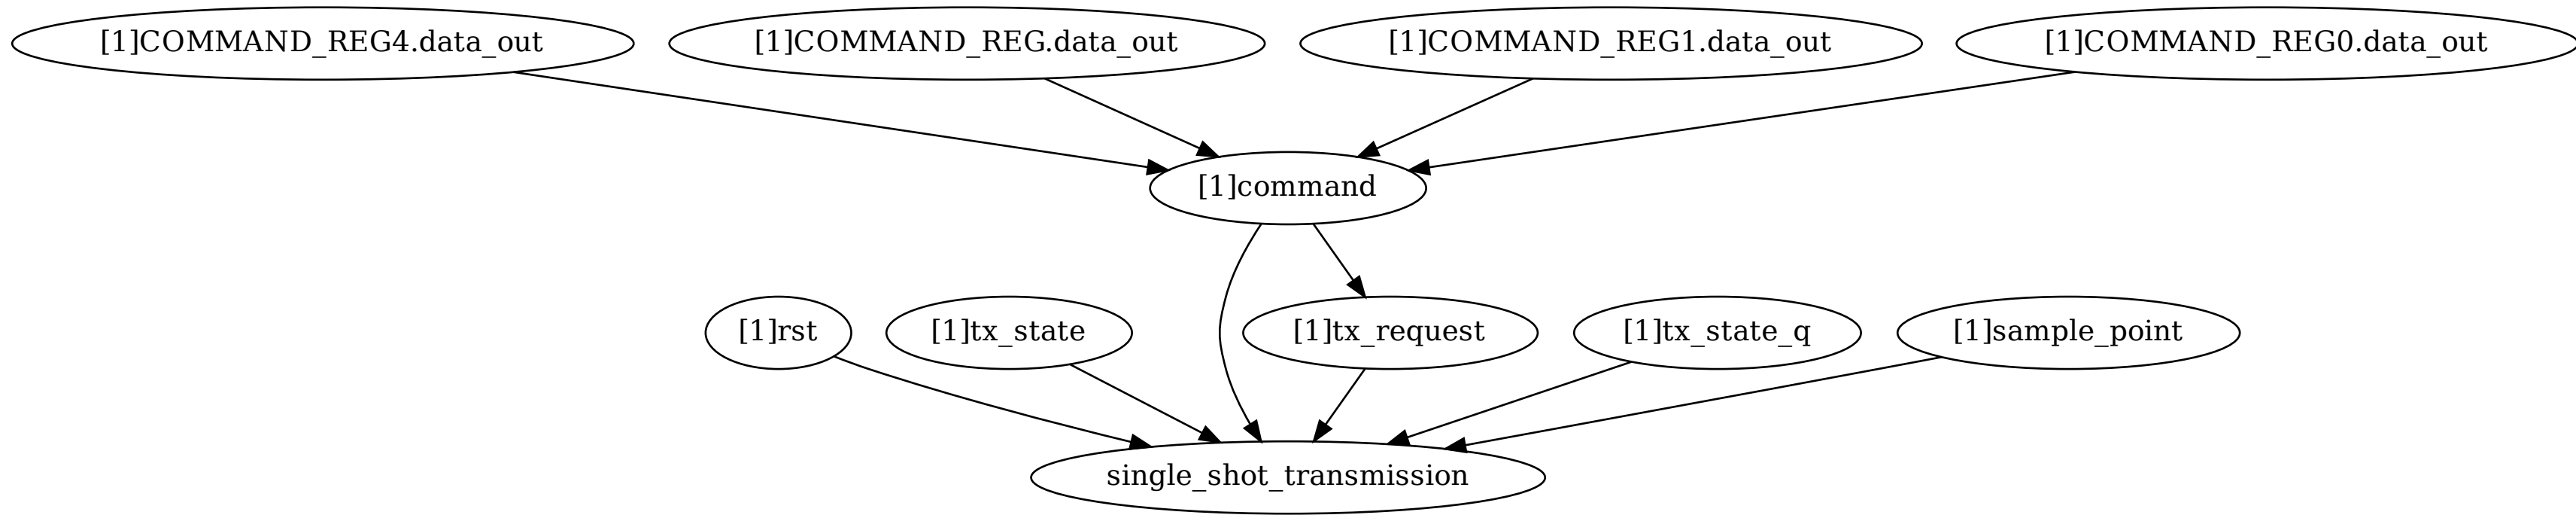 [1]COMMAND_REG4.data_out
[1]COMMAND_REG.data_out
[1]COMMAND_REG1.data_out
[1]COMMAND_REG0.data_out
[1]command
[1]rst
[1]tx_state
[1]tx_request
[1]tx_state_q
[1]sample_point
single_shot_transmission